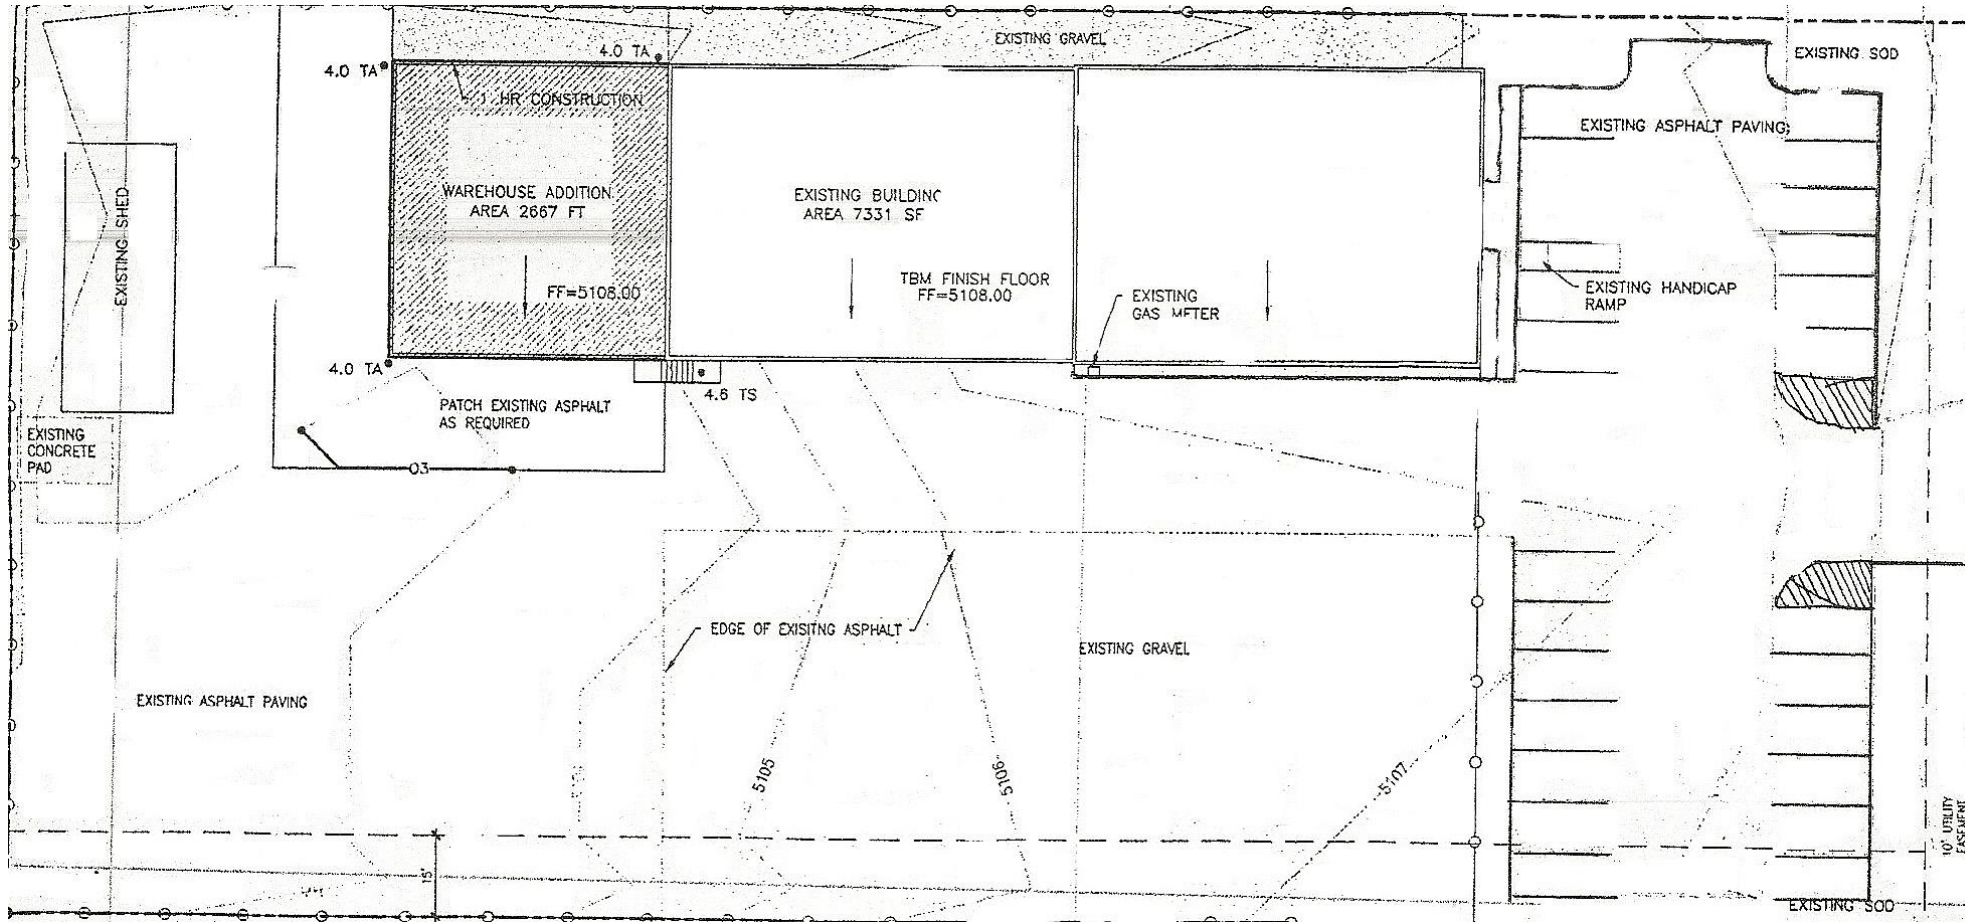 EXISTING GRAVEL
EXISTING SOD
4.0 TA
4.0 TA
1 HR CONSTRUCTION
EXISTING ASPHALT PAVING
EXISTING SHED
WAREHOUSE ADDITION
AREA 2667 FT
EXISTING BUILDING
AREA 7331 SF
FF=5108.00
TBM FINISH FLOOR
FF=5108.00
EXISTING
GAS METER
EXISTING HANDICAP
RAMP
4.0 TA
4.6 TS
PATCH EXISTING ASPHALT
AS REQUIRED
EXISTING
CONCRETE
PAD
03
EDGE OF EXISITNG ASPHALT
EXISTING GRAVEL
EXISTING ASPHALT PAVING
5105
5106
5107
15'
10' UTILITY
EASEMENT
EXISTING SOD